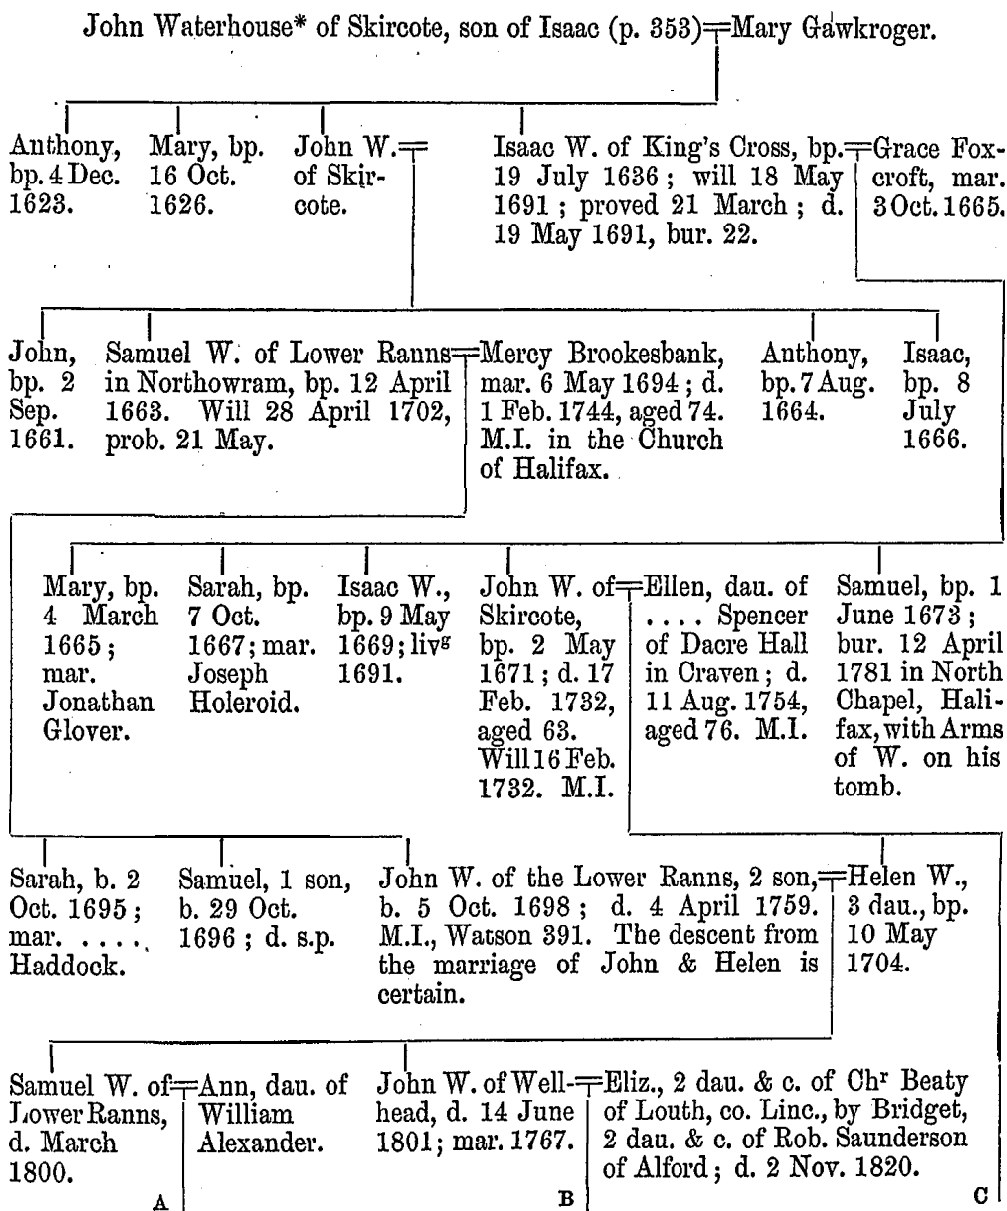 John Waterhouse* of Skircote, son of Isaac (p. 353)=Mary Gawkroger.
Anthony,
bp. 4 Dec.
1623.
Mary, bp.
16 Oct.
1626.
John W.=
of Skir-
cote.
Isaac W. of King's Cross, bp.=
19 July 1636 ; will 18 May
1691 ; proved 21 March ; d.
19 May 1691, bur. 22.
Grace Fox-
croft, mar.
3 Oct. 1665.
John,
bp. 2
Sep.
1661.
Samuel W. of Lower Ranns=
in Northowram, bp. 12 April
1663. Will 28 April 1702,
prob. 21 May.
Mercy Brookesbank,
mar. 6 May 1694 ; d.
1 Feb. 1744, aged 74.
M.I. in the Church
of Halifax.
Anthony,
bp. 7 Aug.
1664.
Isaac,
bp. 8
July
1666.
Mary, bp.
4 March
1665 ;
mar.
Jonathan
Glover.
Sarah, bp.
7 Oct.
1667; mar.
Joseph
Holeroid.
Isaac W.,
bp. 9 May
1669; livᵍ
1691.
John W. of=
Skircote,
bp. 2 May
1671 ; d. 17
Feb. 1732,
aged 63.
Will 16 Feb.
1732. M.I.
Ellen, dau. of
.... Spencer
of Dacre Hall
in Craven ; d.
11 Aug. 1754,
aged 76. M.I.
Samuel, bp. 1
June 1673 ;
bur. 12 April
1781 in North
Chapel, Hali-
fax, with Arms
of W. on his
tomb.
Sarah, b. 2
Oct. 1695 ;
mar. ....
Haddock.
Samuel, 1 son,
b. 29 Oct.
1696 ; d. s.p.
John W. of the Lower Ranns, 2 son,=
b. 5 Oct. 1698 ; d. 4 April 1759.
M.I., Watson 391. The descent from
the marriage of John & Helen is
certain.
Helen W.,
3 dau., bp.
10 May
1704.
Samuel W. of=
Lower Ranns,
d. March
1800.
Ann, dau. of
William
Alexander.
John W. of Well-=
head, d. 14 June
1801; mar. 1767.
Eliz., 2 dau. & c. of Chʳ Beaty
of Louth, co. Linc., by Bridget,
2 dau. & c. of Rob. Saunderson
of Alford ; d. 2 Nov. 1820.
A B C